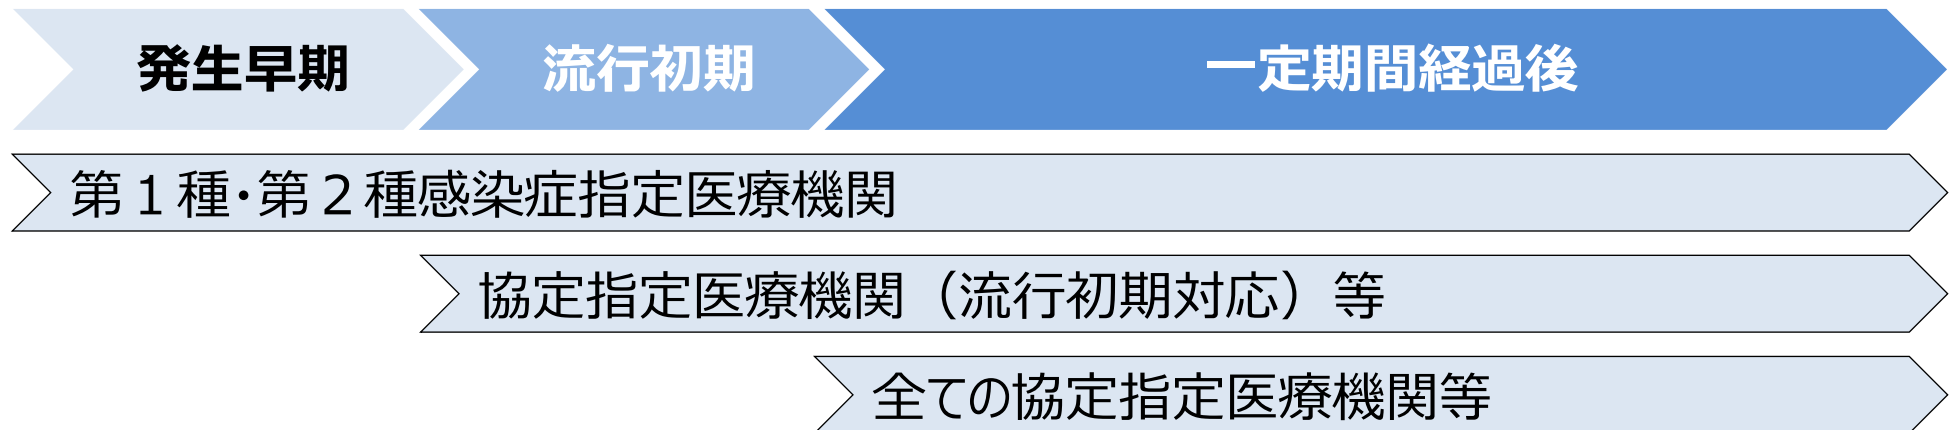 発生早期
流行初期
一定期間経過後
第１種・第２種感染症指定医療機関
協定指定医療機関（流行初期対応）等
全ての協定指定医療機関等